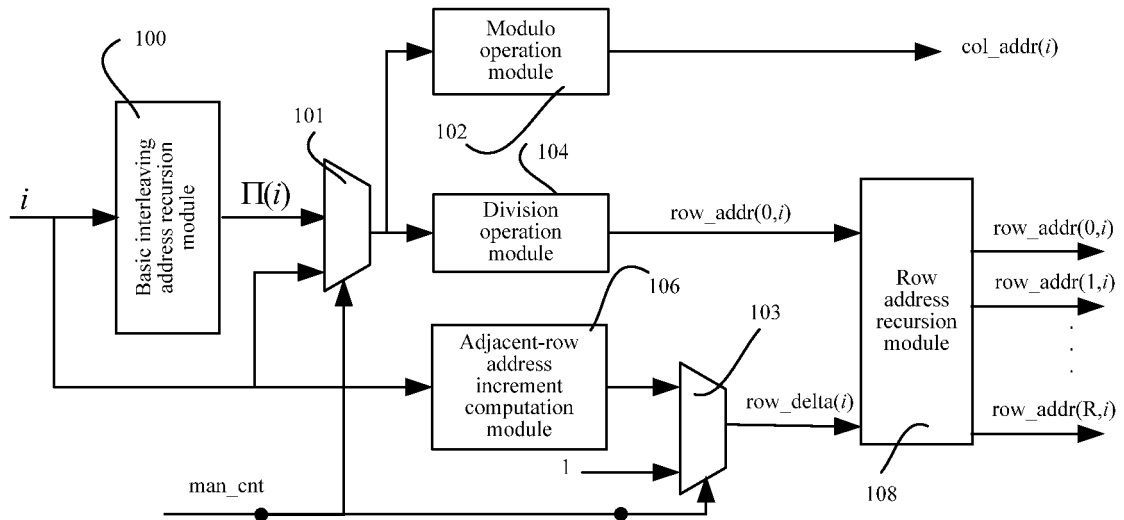 100
Modulo
operation
module
col_addr(i)
102
101
104
Basic interleaving
address recursion
module
i
Π(i)
Division
operation
module
row_addr(0,i)
row_addr(0,i)
row_addr(1,i)
.
.
.
row_addr(R,i)
Row
address
recursion
module
106
103
Adjacent-row
address
increment
computation
module
row_delta(i)
1
108
man_cnt